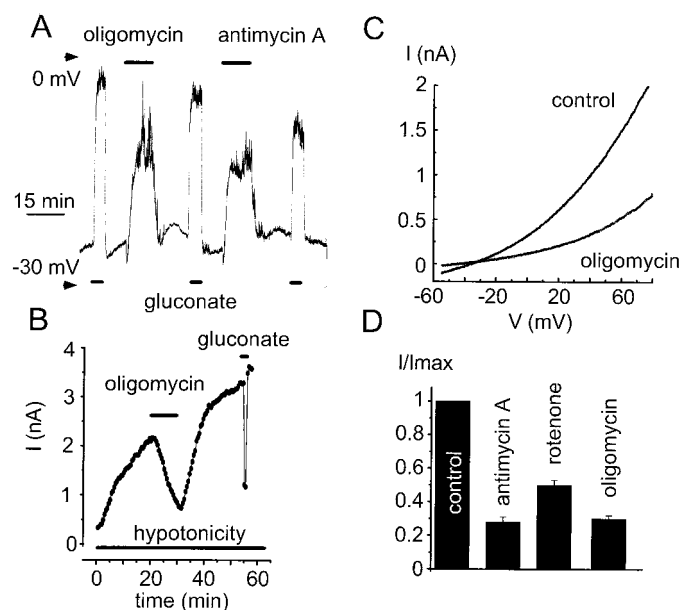 A
oligomycin antimycin A
0 mV
15 min
-30 mV
gluconate
B
gluconate
oligomycin
I (nA)
4
3
2
1
0
hypotonicity
0 20 40 60
time (min)
C
I (nA)
2
1.5
1
0.5
0
control
oligomycin
-60 -20 20 60
V (mV)
D
I/Imax
1
0.8
0.6
0.4
0.2
0
control
antimycin A
rotenone
oligomycin